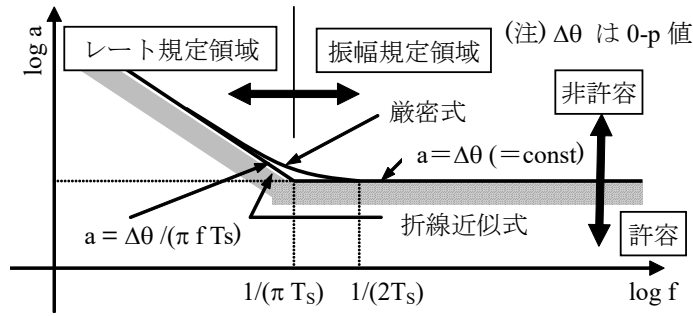 log a
レート規定領域
振幅規定領域
(注) Δθ は 0-p 値
非許容
厳密式
a＝Δθ (＝const)
a = Δθ /(π f Ts)
折線近似式
許容
1/(π TS)
1/(2TS)
log f